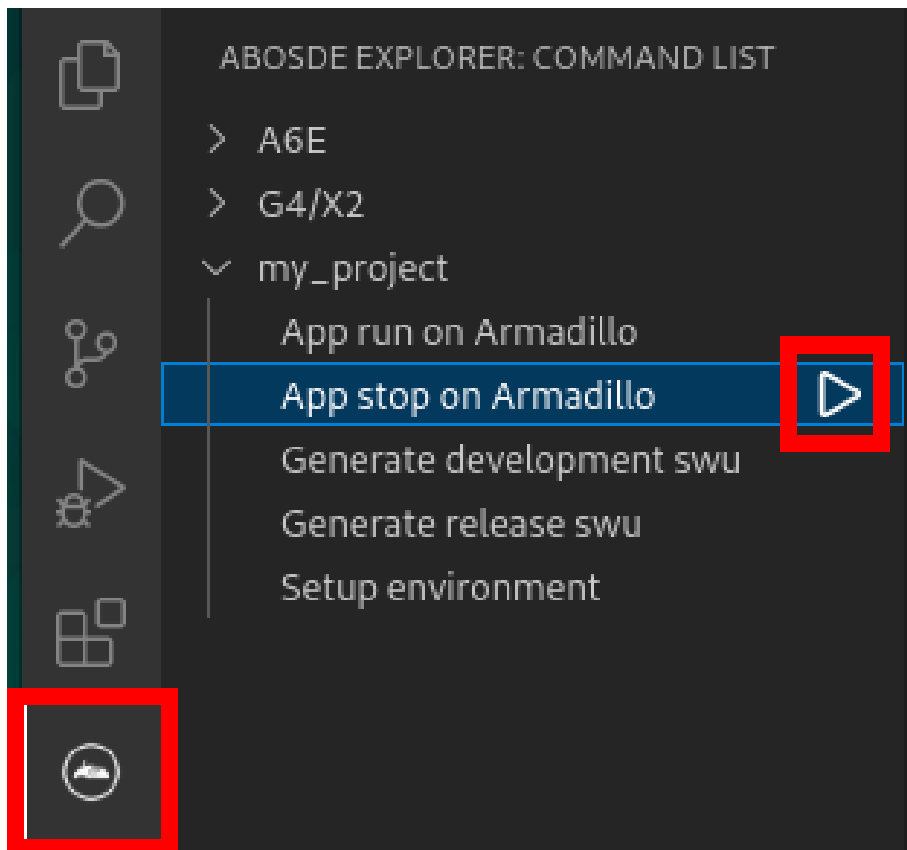 ABOSDE EXPLORER: COMMAND LIST
A6E
G4/X2
my_project
App run on Armadillo
App stop on Armadillo
Generate development swu
Generate release swu
Setup environment